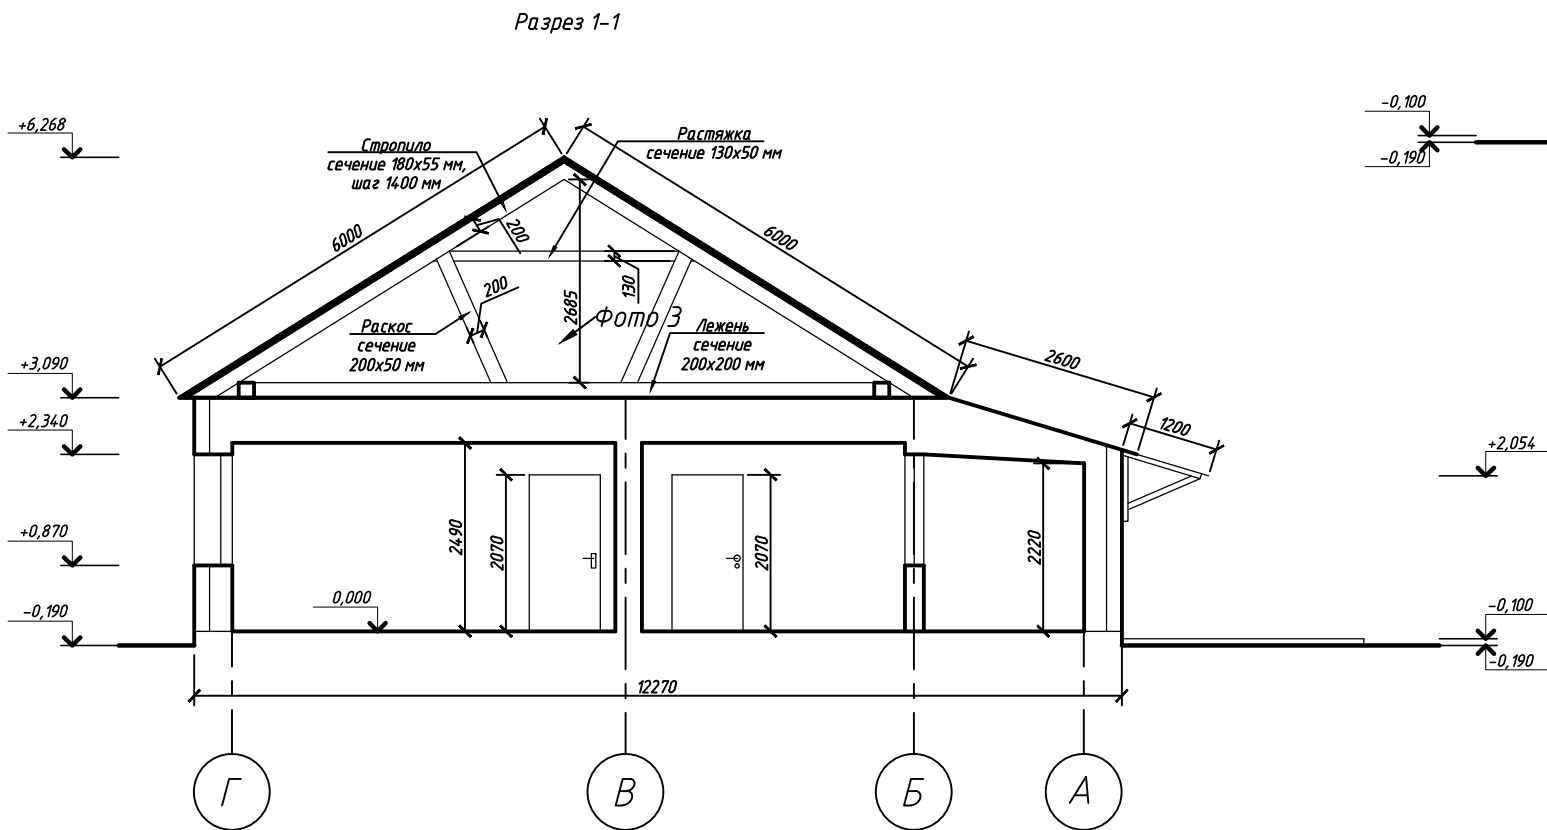 Разрез 1-1
-0,100
-0,190
+6,268
Стропило
сечение 180х55 мм,
шаг 1400 мм
Растяжка
сечение 130х50 мм
6000
200
6000
130
200
2685
Фото 3
Раскос
сечение
200х50 мм
Лежень
сечение
200х200 мм
2600
1200
+3,090
+2,340
+2,054
+0,870
2490
2070
2070
2220
0,000
-0,190
-0,100
-0,190
12270
Г
В
Б
А